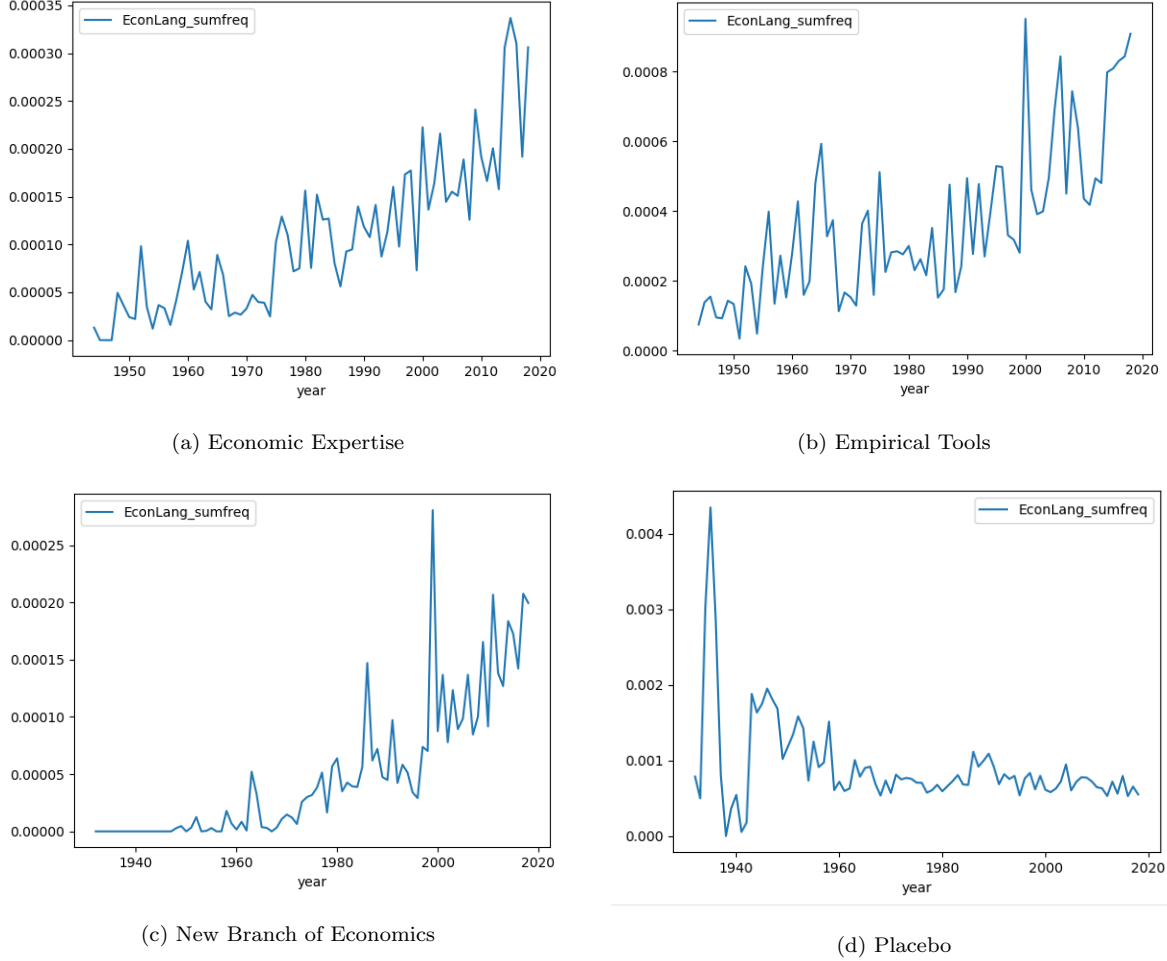 EconLang_sumfreq
0.00035
0.00030
0.00025
0.00020
0.00015
0.00010
0.00005
0.00000
1950 1960 1970 1980 1990 2000 2010 2020
year
(a) Economic Expertise
EconLang_sumfreq
0.0008
0.0006
0.0004
0.0002
0.0000
1950 1960 1970 1980 1990 2000 2010 2020
year
(b) Empirical Tools
EconLang_sumfreq
0.00025
0.00020
0.00015
0.00010
0.00005
0.00000
1940 1960 1980 2000 2020
year
(c) New Branch of Economics
EconLang_sumfreq
0.004
0.003
0.002
0.001
0.000
1940 1960 1980 2000 2020
year
(d) Placebo